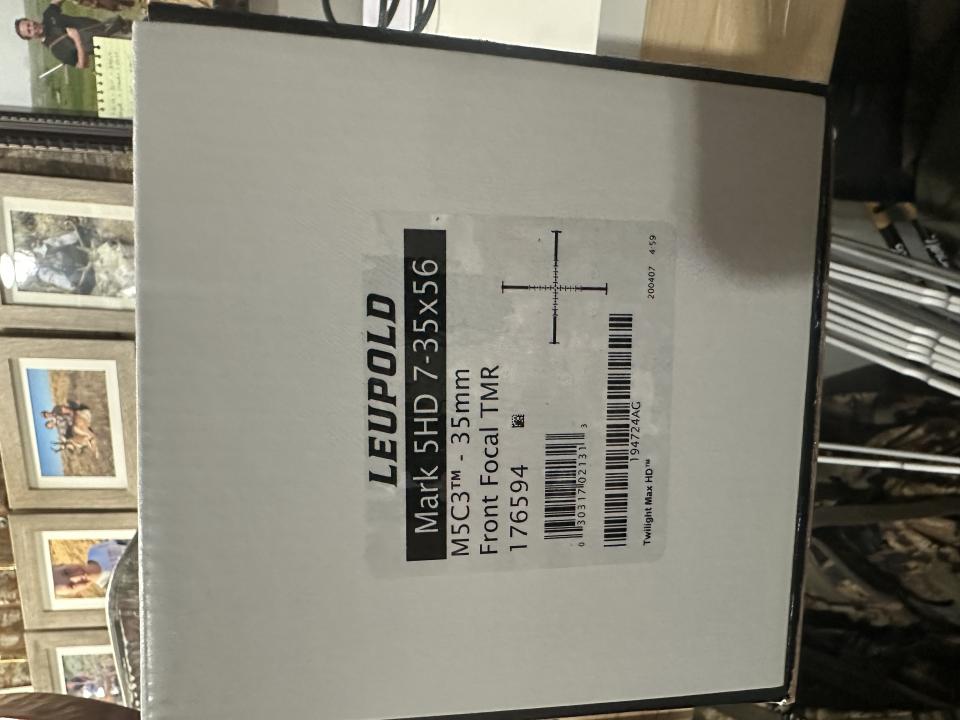 LEUPOLD
Mark 5HD 7-35x56
M5C3™ - 35mm
Front Focal TMR
176594
0 30317 02131 3
194724AG
Twilight Max HD™
200407 4:59